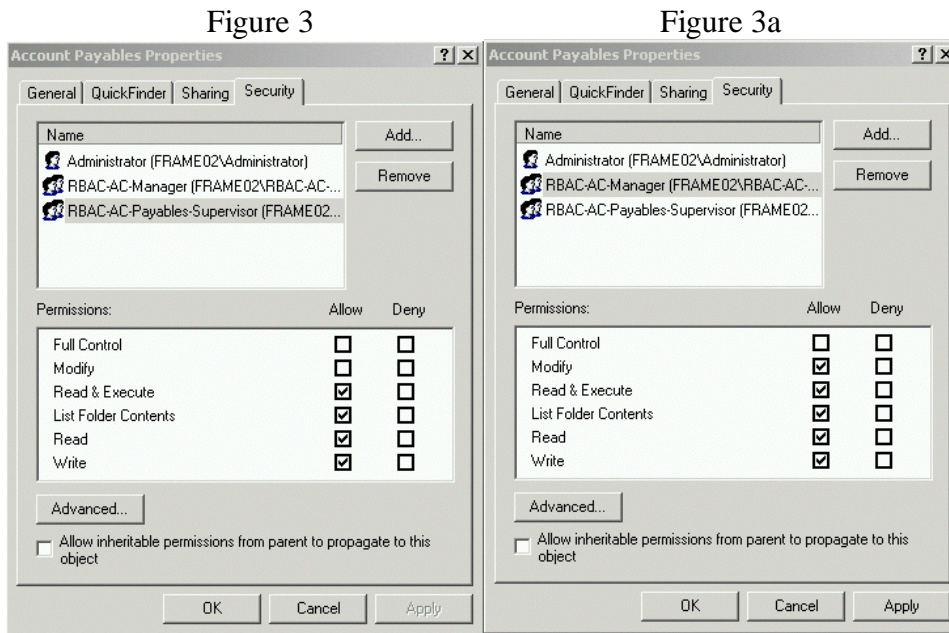 Figure 3
Account Payables Properties
General QuickFinder Sharing Security
Name
Administrator (FRAME02\Administrator)
RBAC-AC-Manager (FRAME02\RBAC-AC-...
RBAC-AC-Payables-Supervisor (FRAME02...
Add...
Remove
Permissions: Allow Deny
Full Control
Modify
Read & Execute
List Folder Contents
Read
Write
Advanced...
Allow inheritable permissions from parent to propagate to this
object
OK Cancel Apply
Figure 3a
Account Payables Properties
General QuickFinder Sharing Security
Name
Administrator (FRAME02\Administrator)
RBAC-AC-Manager (FRAME02\RBAC-AC-...
RBAC-AC-Payables-Supervisor (FRAME02...
Add...
Remove
Permissions: Allow Deny
Full Control
Modify
Read & Execute
List Folder Contents
Read
Write
Advanced...
Allow inheritable permissions from parent to propagate to this
object
OK Cancel Apply